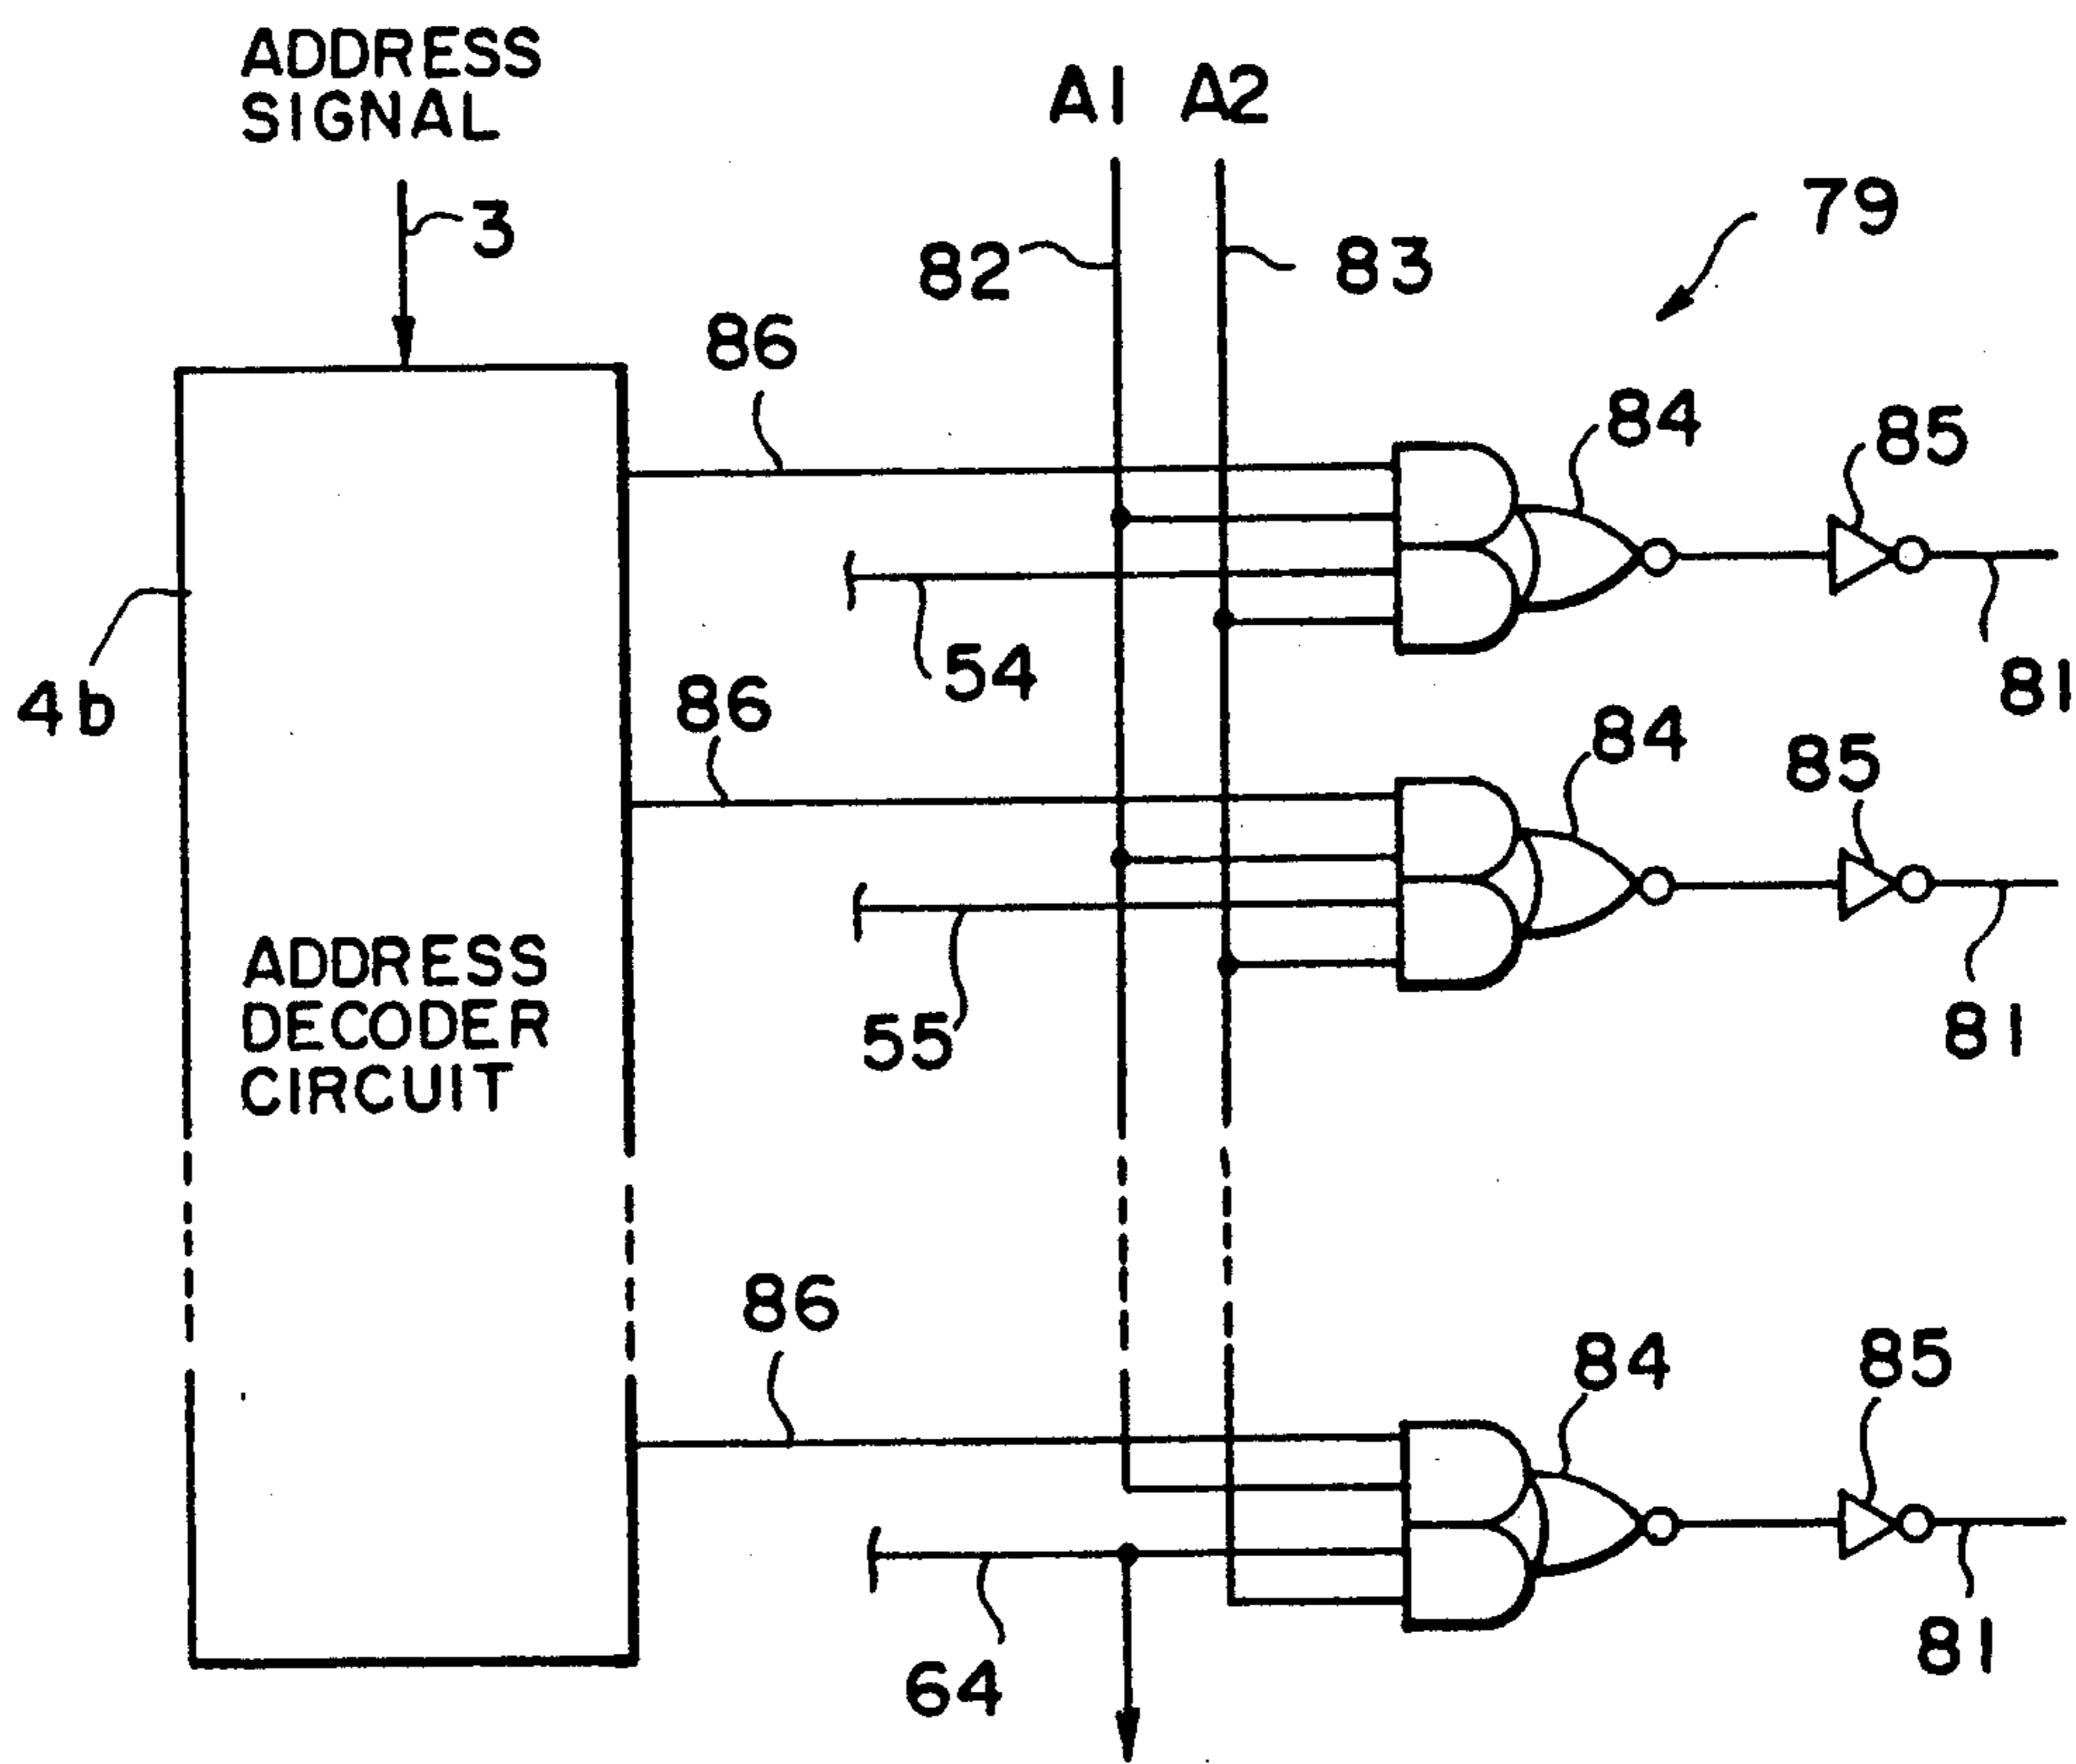 ADDRESS
SIGNAL
A1 A2
3
79
82
83
86
84
85
54
81
4b
86
84
85
ADDRESS
DECODER
CIRCUIT
55
81
86
84
85
64
81